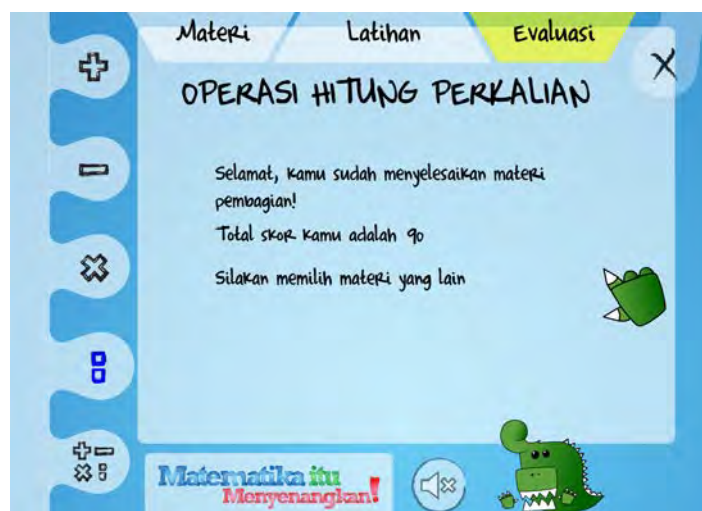 Materi
Latihan
Evaluasi
X
OPERASI HITUNG PERKALIAN
Selamat, kamu sudah menyelesaikan materi
pembagian!
Total skor kamu adalah 90
Silakan memilih materi yang lain
Matematika itu
Menyenangkan!